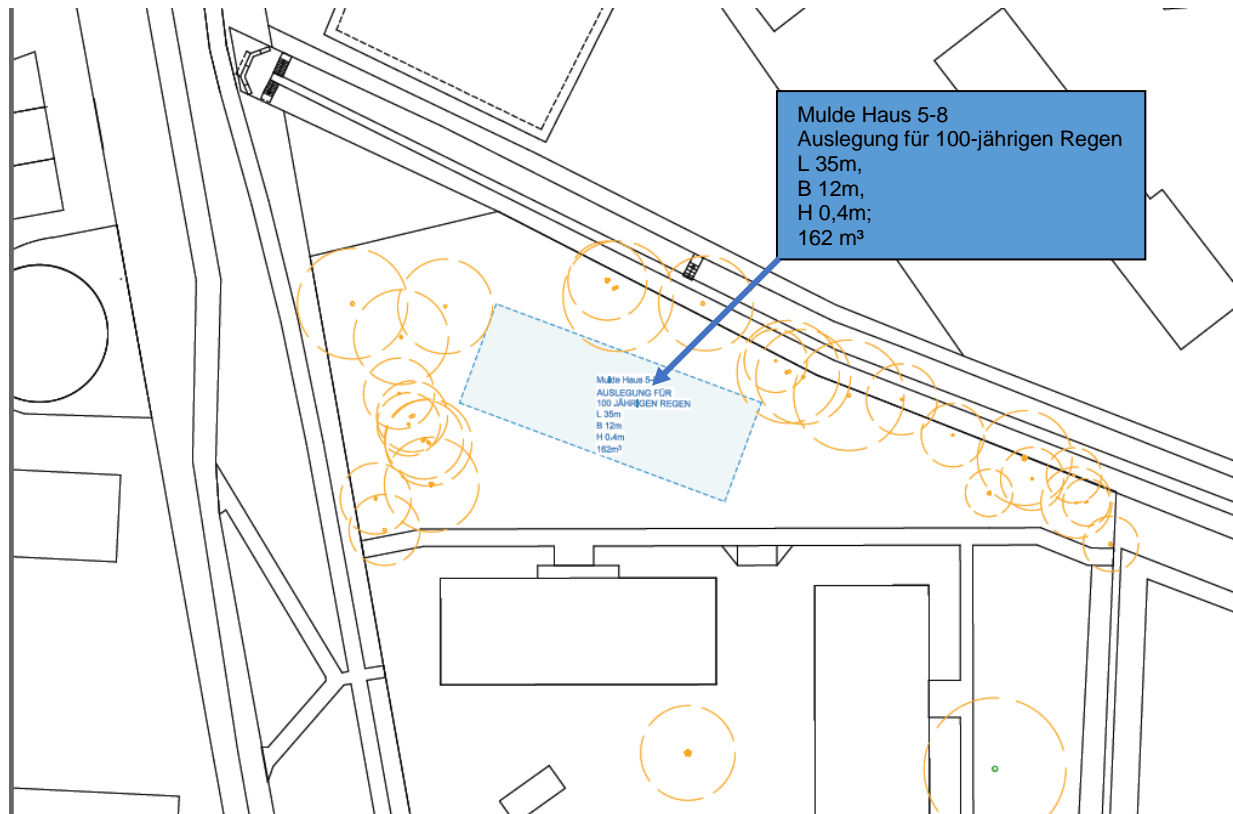 Mulde Haus 5-8
Auslegung für 100-jährigen Regen
L 35m,
B 12m,
H 0,4m;
162 m³
Mulde Haus 5-8
AUSLEGUNG FÜR
100 JÄHRIGEN REGEN
L 35m
B 12m
H 0.4m
162m³